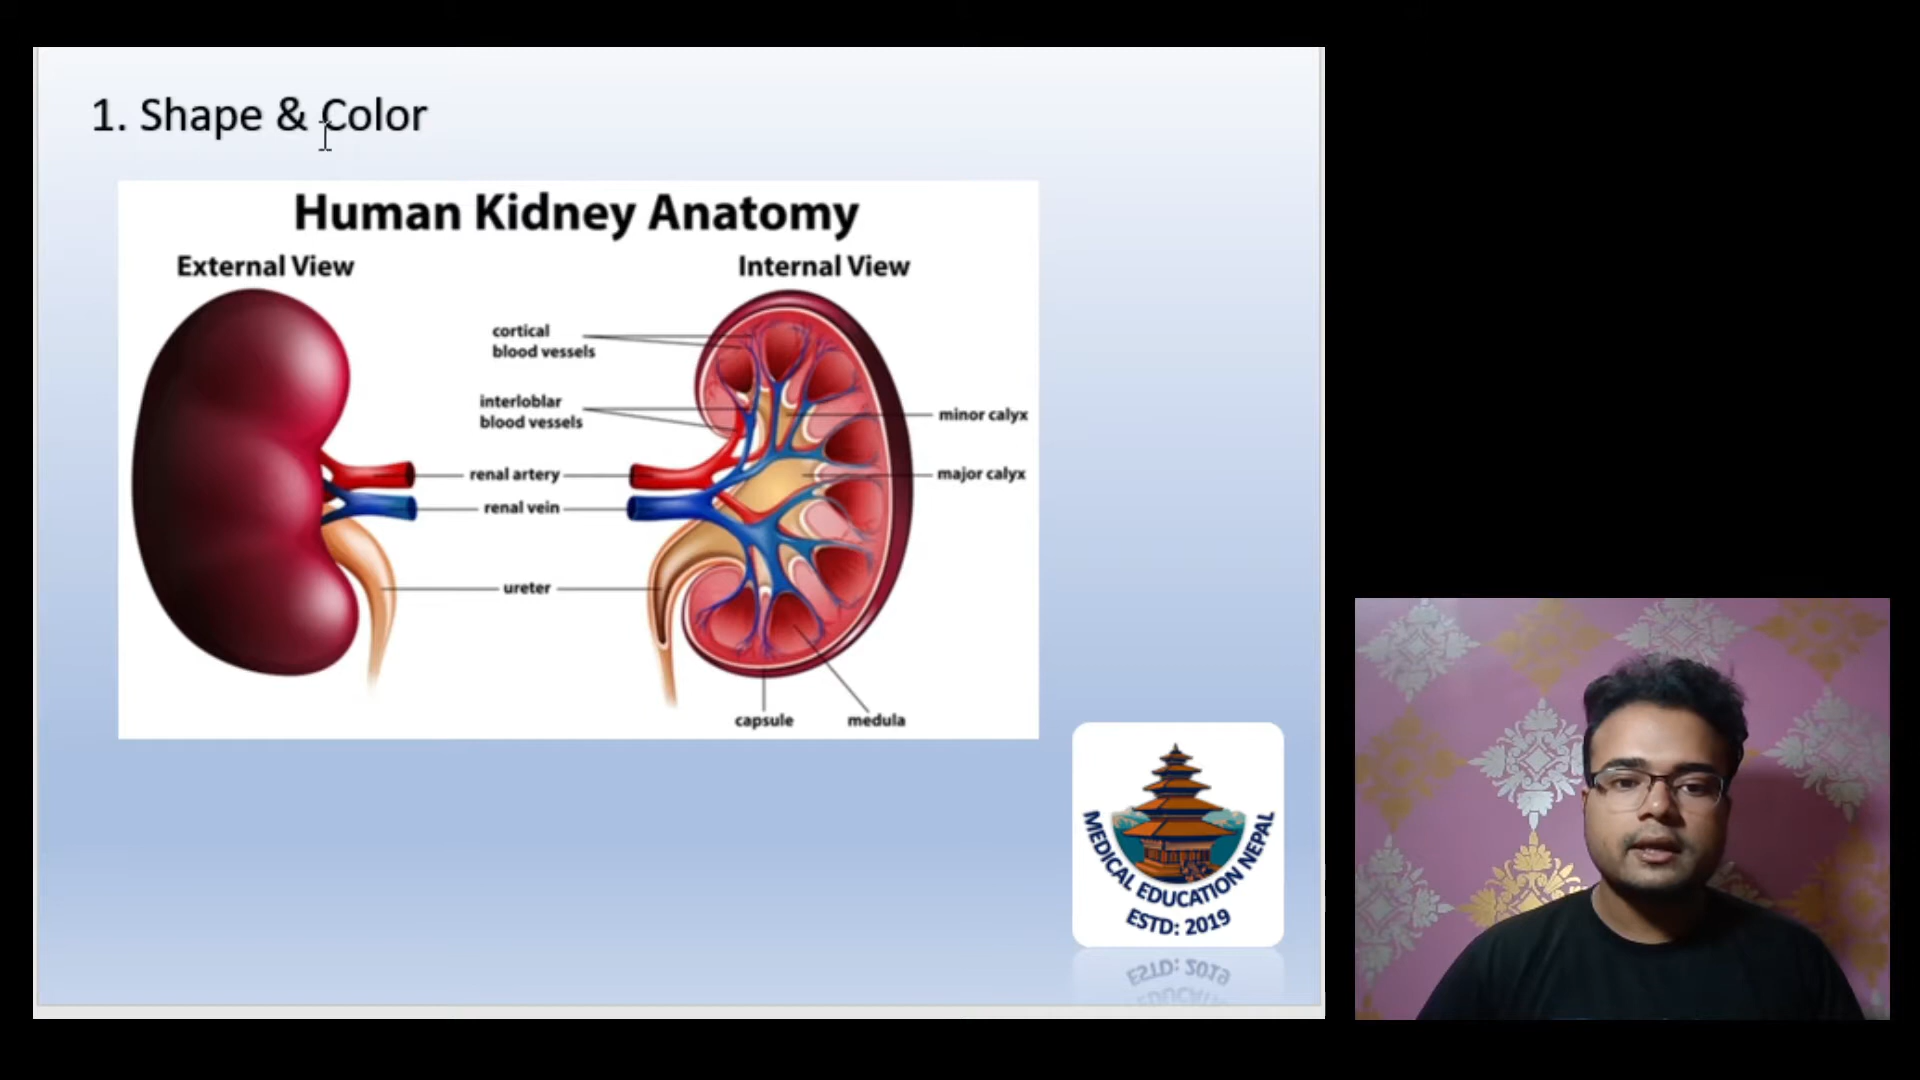 1. Shape & Color
Human Kidney Anatomy
External View
Internal View
cortical
blood vessels
interloblar
blood vessels
minor calyx
renal artery
major calyx
renal vein
ureter
capsule
medula
MEDICAL EDUCATION NEPAL
ESTD: 2019